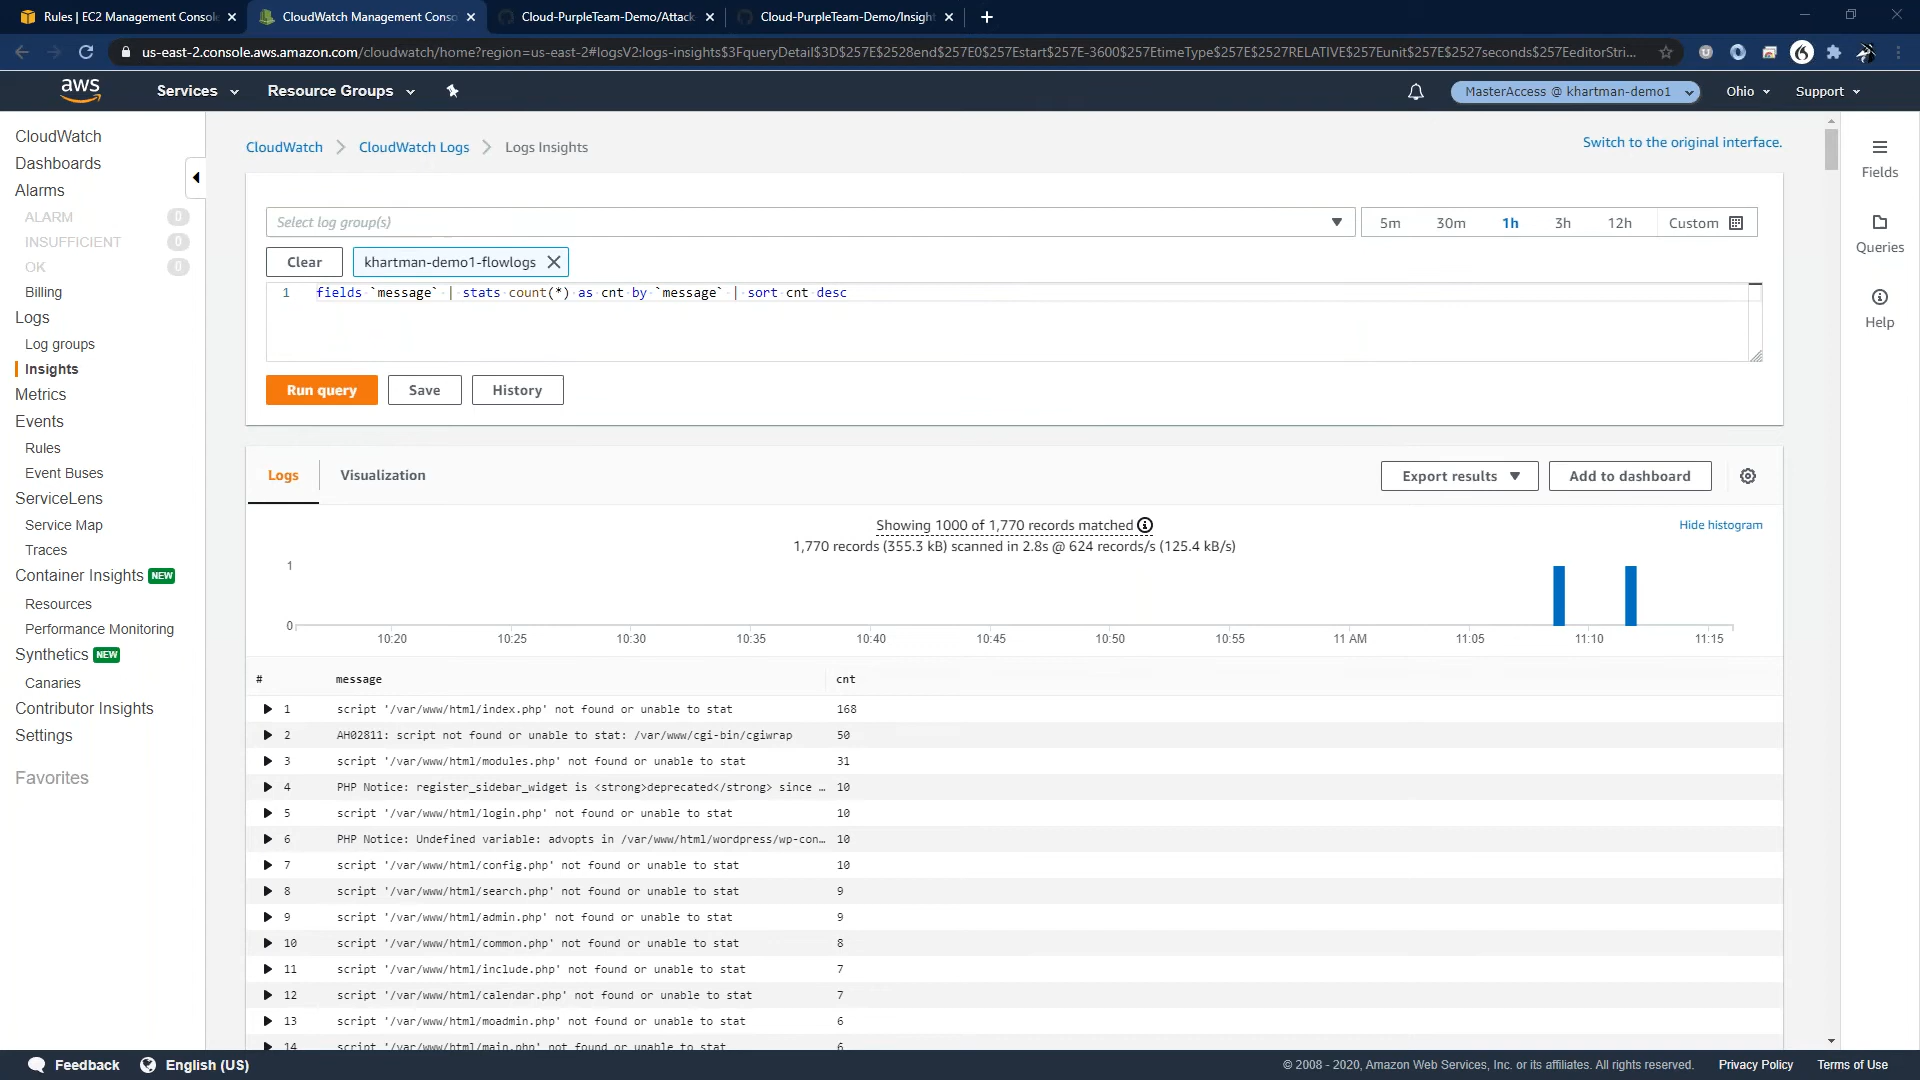 Rules | EC2 Management Console
CloudWatch Management Conso
Cloud-PurpleTeam-Demo/Attack
Cloud-PurpleTeam-Demo/Insight
us-east-2.console.aws.amazon.com/cloudwatch/home?region=us-east-2#logsV2:logs-insights$3FqueryDetail$3D$257E$2528end$257E0$257Estart$257E-3600$257EtimeType$257E$2527RELATIVE$257Eunit$257E$2527seconds$257EeditorStri...
aws
Services
Resource Groups
MasterAccess @ khartman-demo1
Ohio
Support
CloudWatch
Dashboards
Alarms
ALARM 0
INSUFFICIENT 0
OK 0
Billing
Logs
Log groups
Insights
Metrics
Events
Rules
Event Buses
ServiceLens
Service Map
Traces
Container Insights NEW
Resources
Performance Monitoring
Synthetics NEW
Canaries
Contributor Insights
Settings
Favorites
CloudWatch
CloudWatch Logs
Logs Insights
Switch to the original interface.
Select log group(s)
5m 30m 1h 3h 12h Custom
Clear
khartman-demo1-flowlogs
1 fields `message` | stats count(*) as cnt by `message` | sort cnt desc
Run query
Save
History
Logs
Visualization
Export results
Add to dashboard
Showing 1000 of 1,770 records matched
1,770 records (355.3 kB) scanned in 2.8s @ 624 records/s (125.4 kB/s)
Hide histogram
1
0
10:20 10:25 10:30 10:35 10:40 10:45 10:50 10:55 11 AM 11:05 11:10 11:15
# message cnt
1 script '/var/www/html/index.php' not found or unable to stat 168
2 AH02811: script not found or unable to stat: /var/www/cgi-bin/cgiwrap 50
3 script '/var/www/html/modules.php' not found or unable to stat 31
4 PHP Notice: register_sidebar_widget is <strong>deprecated</strong> since … 10
5 script '/var/www/html/login.php' not found or unable to stat 10
6 PHP Notice: Undefined variable: advopts in /var/www/html/wordpress/wp-con… 10
7 script '/var/www/html/config.php' not found or unable to stat 10
8 script '/var/www/html/search.php' not found or unable to stat 9
9 script '/var/www/html/admin.php' not found or unable to stat 9
10 script '/var/www/html/common.php' not found or unable to stat 8
11 script '/var/www/html/include.php' not found or unable to stat 7
12 script '/var/www/html/calendar.php' not found or unable to stat 7
13 script '/var/www/html/moadmin.php' not found or unable to stat 6
14 script '/var/www/html/main.php' not found or unable to stat 6
Fields
Queries
Help
Feedback
English (US)
© 2008 - 2020, Amazon Web Services, Inc. or its affiliates. All rights reserved.
Privacy Policy
Terms of Use